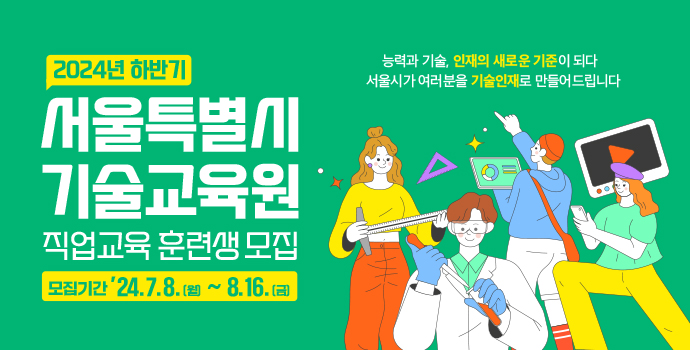 2024년 하반기
서울특별시
기술교육원
직업교육 훈련생 모집
모집기간 '24.7.8.(월) ~ 8.16.(금)
능력과 기술, 인재의 새로운 기준이 되다
서울시가 여러분을 기술인재로 만들어드립니다